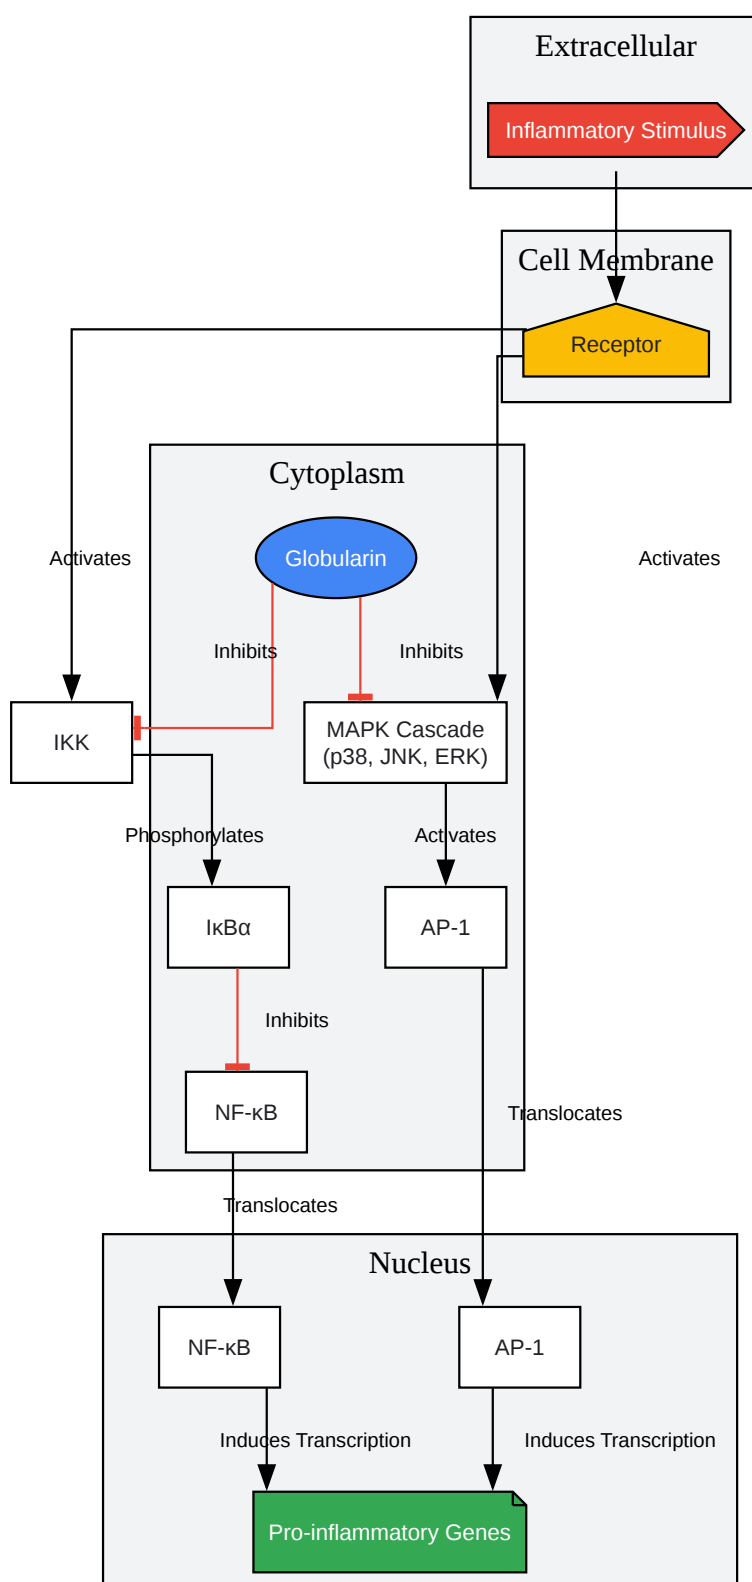 Extracellular
Inflammatory Stimulus
Cell Membrane
Receptor
Cytoplasm
Globularin
Activates
Activates
Inhibits
Inhibits
IKK
MAPK Cascade
(p38, JNK, ERK)
Phosphorylates
Activates
IκBα
AP-1
Inhibits
NF-κB
Translocates
Translocates
Nucleus
NF-κB
AP-1
Induces Transcription
Induces Transcription
Pro-inflammatory Genes